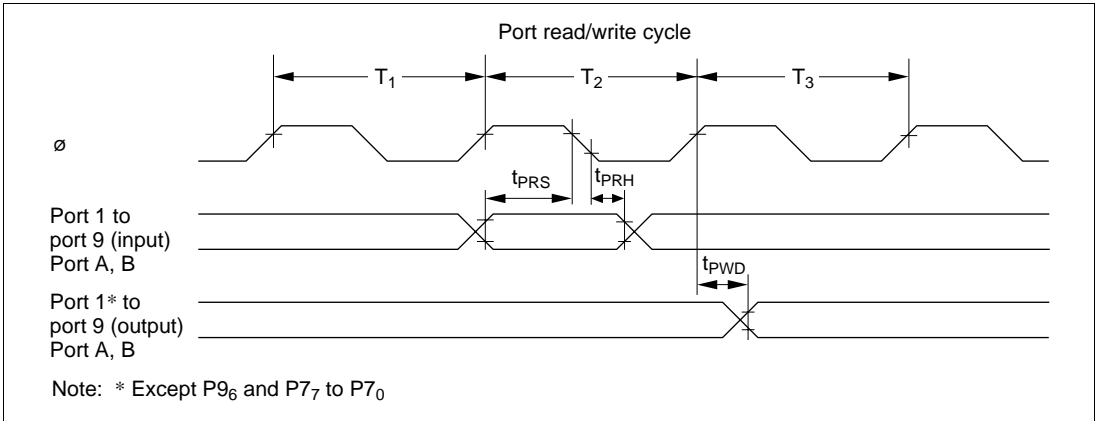 Port read/write cycle
T₁ T₂ T₃
ø
tPRS tPRH
Port 1 to
port 9 (input)
Port A, B
tPWD
Port 1* to
port 9 (output)
Port A, B
Note: * Except P9₆ and P7₇ to P7₀